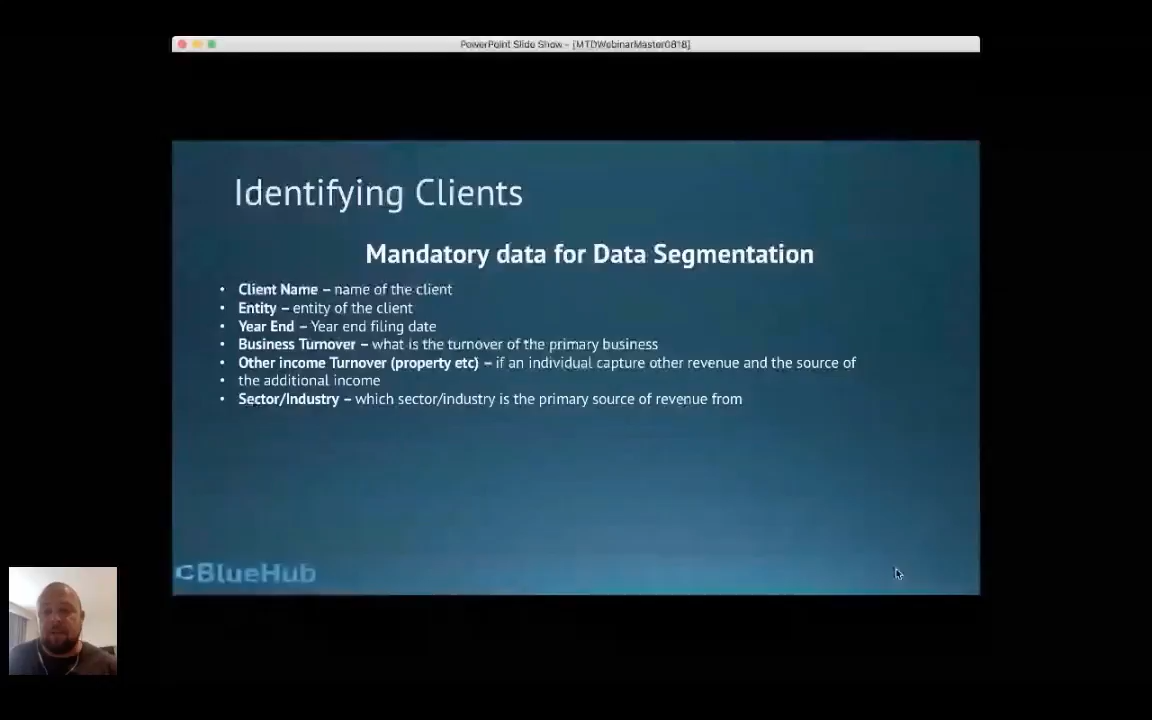 PowerPoint Slide Show - [MTDWebinarMaster0818]
Identifying Clients
Mandatory data for Data Segmentation
• Client Name – name of the client
• Entity – entity of the client
• Year End – Year end filing date
• Business Turnover – what is the turnover of the primary business
• Other income Turnover (property etc) – if an individual capture other revenue and the source of
• the additional income
• Sector/Industry – which sector/industry is the primary source of revenue from
BlueHub